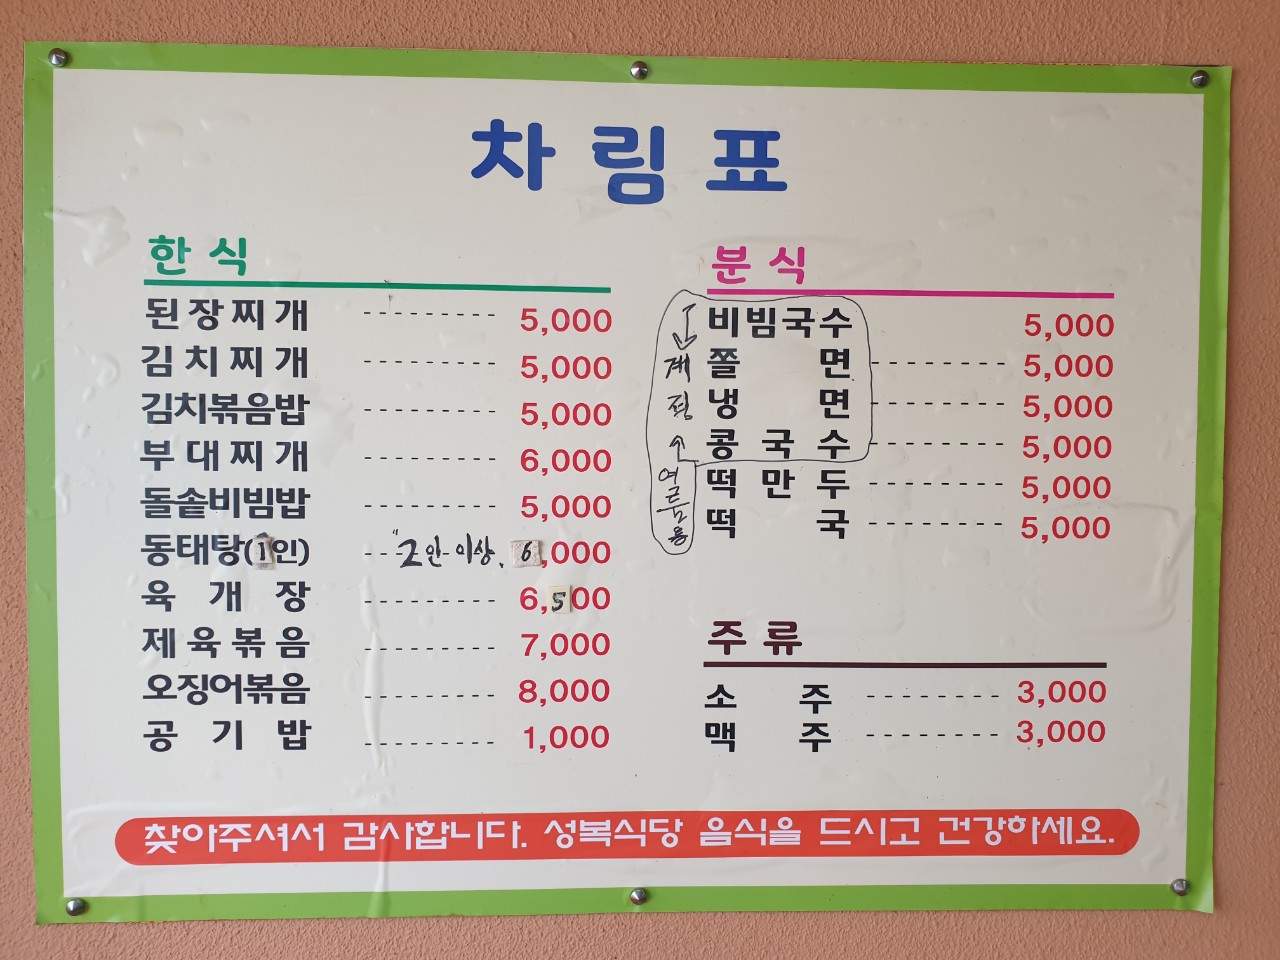 차림표
한식
된장찌개 --------- 5,000
김치찌개 --------- 5,000
김치볶음밥 --------- 5,000
부대찌개 --------- 6,000
돌솥비빔밥 --------- 5,000
동태탕(1인) -- "2인 이상. 6,000
육개장 --------- 6,500
제육볶음 --------- 7,000
오징어볶음 --------- 8,000
공기밥 --------- 1,000
분식
비빔국수 5,000
쫄면 --------- 5,000
냉면 --------- 5,000
콩국수 --------- 5,000
떡만두 --------- 5,000
떡국 --------- 5,000
↓
계
절
↑
여
름
용
주류
소주 --------- 3,000
맥주 --------- 3,000
찾아주셔서 감사합니다. 성복식당 음식을 드시고 건강하세요.